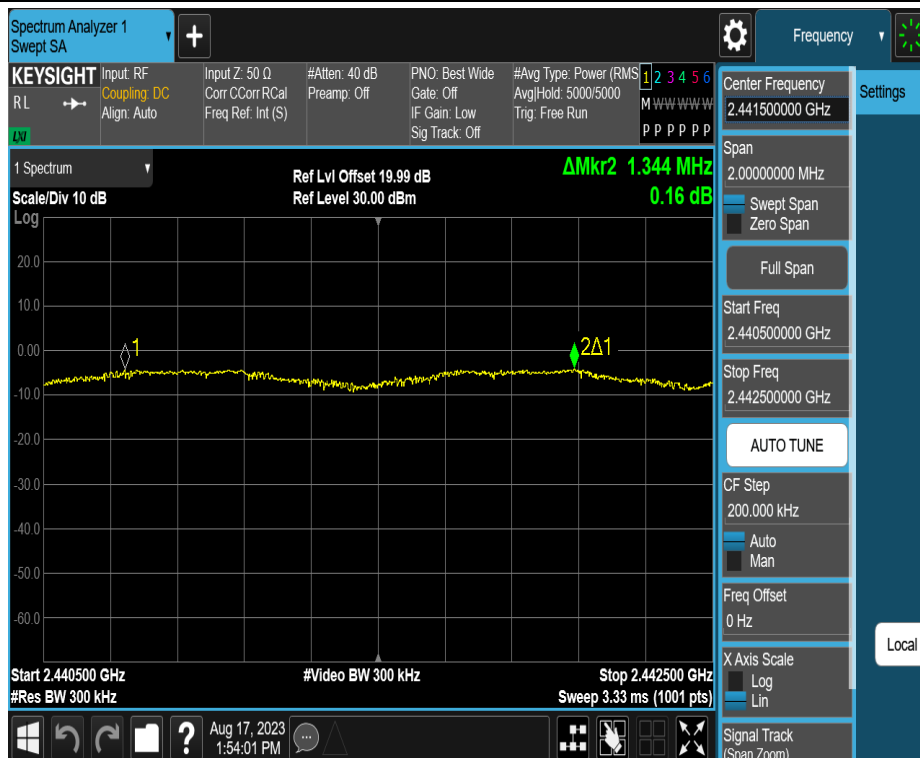 Spectrum Analyzer 1
Swept SA
+
Frequency
KEYSIGHT
RL
LXI
Input: RF
Coupling: DC
Align: Auto
Input Z: 50 Ω
Corr CCorr RCal
Freq Ref: Int (S)
#Atten: 40 dB
Preamp: Off
PNO: Best Wide
Gate: Off
IF Gain: Low
Sig Track: Off
#Avg Type: Power (RMS
Avg|Hold: 5000/5000
Trig: Free Run
1 2 3 4 5 6
M W W W W W
P P P P P P
1 Spectrum
Scale/Div 10 dB
Log
Ref Lvl Offset 19.99 dB
Ref Level 30.00 dBm
ΔMkr2 1.344 MHz
0.16 dB
20.0
10.0
0.00
-10.0
-20.0
-30.0
-40.0
-50.0
-60.0
1
2Δ1
Start 2.440500 GHz
#Res BW 300 kHz
#Video BW 300 kHz
Stop 2.442500 GHz
Sweep 3.33 ms (1001 pts)
?
Aug 17, 2023
1:54:01 PM
Center Frequency
2.441500000 GHz
Span
2.00000000 MHz
Swept Span
Zero Span
Full Span
Start Freq
2.440500000 GHz
Stop Freq
2.442500000 GHz
AUTO TUNE
CF Step
200.000 kHz
Auto
Man
Freq Offset
0 Hz
X Axis Scale
Log
Lin
Signal Track
(Span Zoom)
Settings
Local